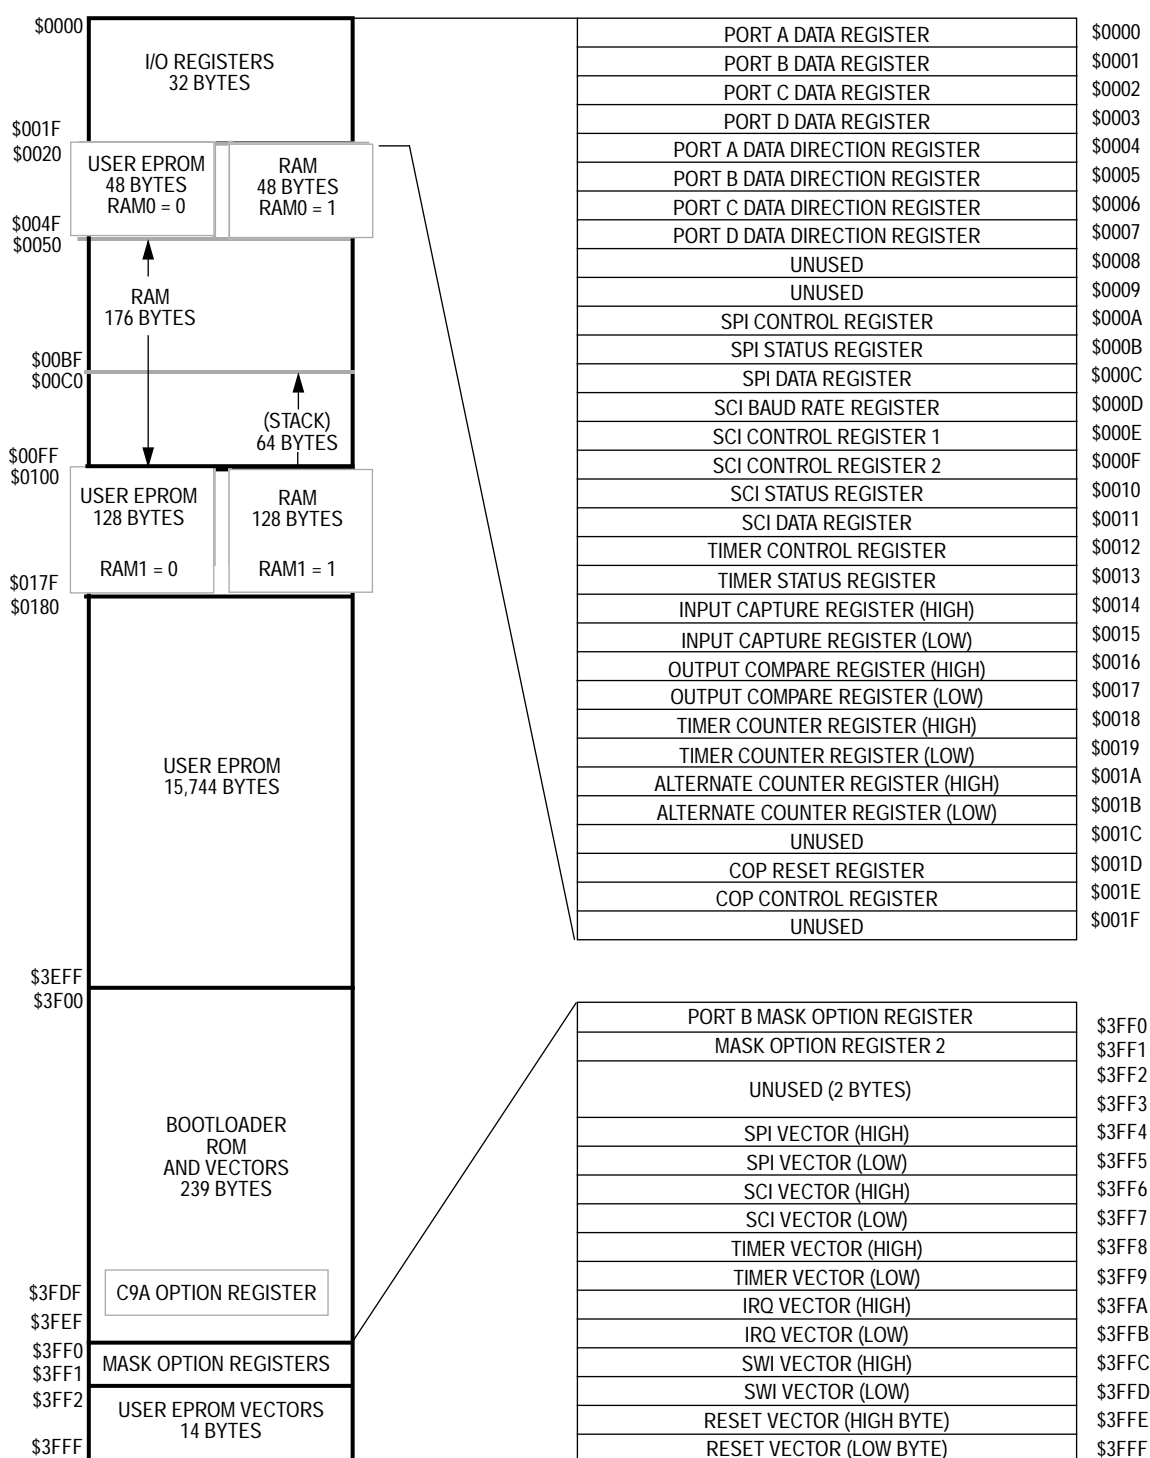 $0000
I/O REGISTERS
32 BYTES
$001F
$0020
USER EPROM
48 BYTES
RAM0 = 0
RAM
48 BYTES
RAM0 = 1
$004F
$0050
RAM
176 BYTES
$00BF
$00C0
(STACK)
64 BYTES
$00FF
$0100
USER EPROM
128 BYTES
RAM1 = 0
RAM
128 BYTES
RAM1 = 1
$017F
$0180
USER EPROM
15,744 BYTES
$3EFF
$3F00
BOOTLOADER
ROM
AND VECTORS
239 BYTES
$3FDF
C9A OPTION REGISTER
$3FEF
$3FF0
$3FF1
MASK OPTION REGISTERS
$3FF2
USER EPROM VECTORS
14 BYTES
$3FFF
PORT A DATA REGISTER $0000
PORT B DATA REGISTER $0001
PORT C DATA REGISTER $0002
PORT D DATA REGISTER $0003
PORT A DATA DIRECTION REGISTER $0004
PORT B DATA DIRECTION REGISTER $0005
PORT C DATA DIRECTION REGISTER $0006
PORT D DATA DIRECTION REGISTER $0007
UNUSED $0008
UNUSED $0009
SPI CONTROL REGISTER $000A
SPI STATUS REGISTER $000B
SPI DATA REGISTER $000C
SCI BAUD RATE REGISTER $000D
SCI CONTROL REGISTER 1 $000E
SCI CONTROL REGISTER 2 $000F
SCI STATUS REGISTER $0010
SCI DATA REGISTER $0011
TIMER CONTROL REGISTER $0012
TIMER STATUS REGISTER $0013
INPUT CAPTURE REGISTER (HIGH) $0014
INPUT CAPTURE REGISTER (LOW) $0015
OUTPUT COMPARE REGISTER (HIGH) $0016
OUTPUT COMPARE REGISTER (LOW) $0017
TIMER COUNTER REGISTER (HIGH) $0018
TIMER COUNTER REGISTER (LOW) $0019
ALTERNATE COUNTER REGISTER (HIGH) $001A
ALTERNATE COUNTER REGISTER (LOW) $001B
UNUSED $001C
COP RESET REGISTER $001D
COP CONTROL REGISTER $001E
UNUSED $001F
PORT B MASK OPTION REGISTER $3FF0
MASK OPTION REGISTER 2 $3FF1
$3FF2
UNUSED (2 BYTES)
$3FF3
SPI VECTOR (HIGH) $3FF4
SPI VECTOR (LOW) $3FF5
SCI VECTOR (HIGH) $3FF6
SCI VECTOR (LOW) $3FF7
TIMER VECTOR (HIGH) $3FF8
TIMER VECTOR (LOW) $3FF9
IRQ VECTOR (HIGH) $3FFA
IRQ VECTOR (LOW) $3FFB
SWI VECTOR (HIGH) $3FFC
SWI VECTOR (LOW) $3FFD
RESET VECTOR (HIGH BYTE) $3FFE
RESET VECTOR (LOW BYTE) $3FFF